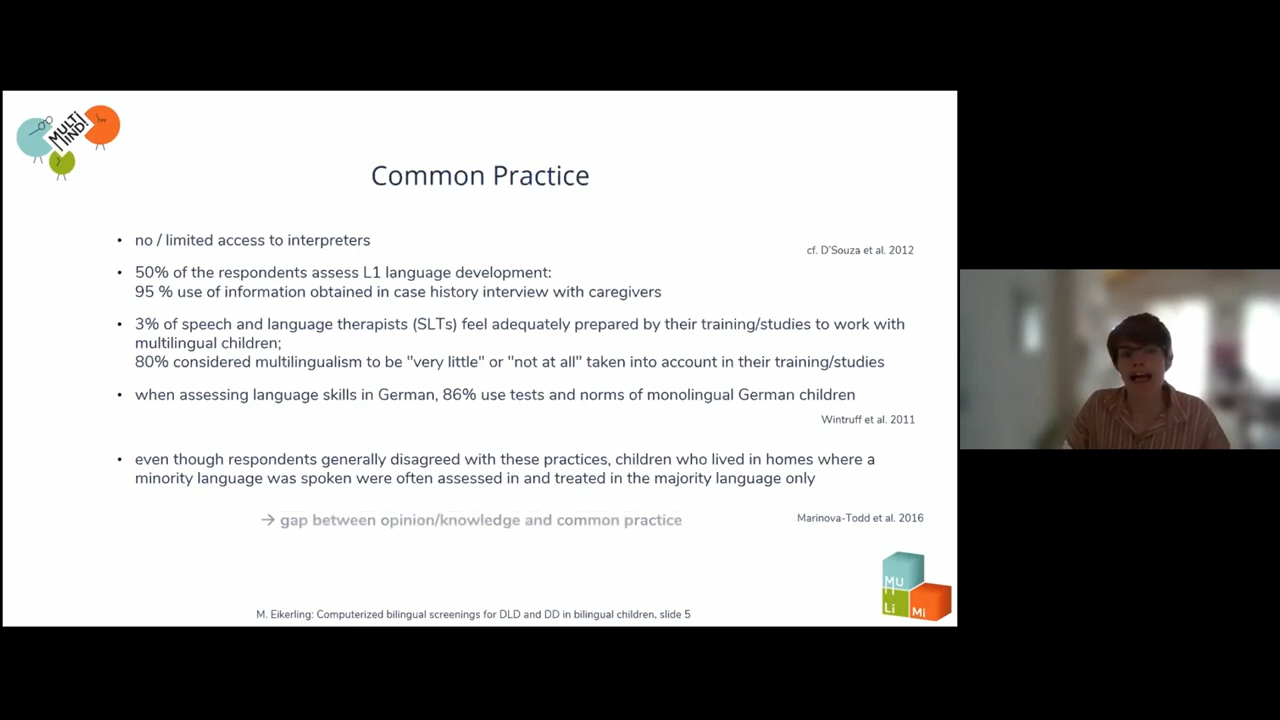 MULTI
MIND!
Common Practice
• no / limited access to interpreters
cf. D'Souza et al. 2012
• 50% of the respondents assess L1 language development:
95 % use of information obtained in case history interview with caregivers
• 3% of speech and language therapists (SLTs) feel adequately prepared by their training/studies to work with
multilingual children;
80% considered multilingualism to be "very little" or "not at all" taken into account in their training/studies
• when assessing language skills in German, 86% use tests and norms of monolingual German children
Wintruff et al. 2011
• even though respondents generally disagreed with these practices, children who lived in homes where a
minority language was spoken were often assessed in and treated in the majority language only
→ gap between opinion/knowledge and common practice
Marinova-Todd et al. 2016
MU
Li Mi
M. Eikerling: Computerized bilingual screenings for DLD and DD in bilingual children, slide 5